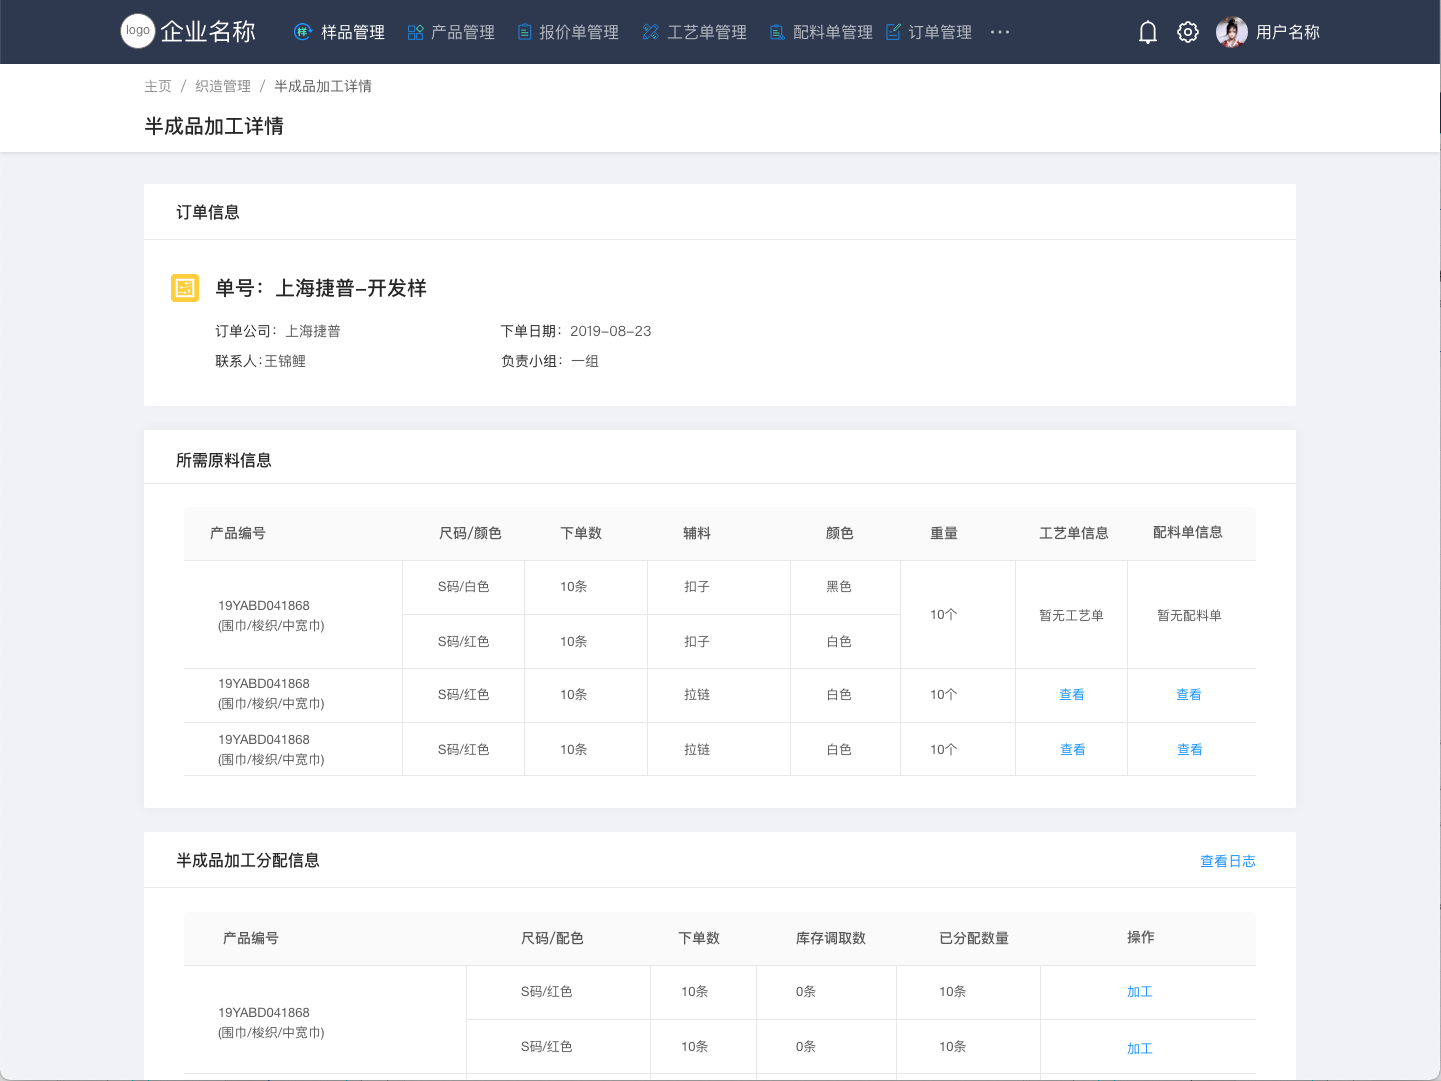 logo 企业名称 样品管理 产品管理 报价单管理 工艺单管理 配料单管理 订单管理 ··· 用户名称
主页 / 织造管理 / 半成品加工详情
半成品加工详情
订单信息
单号：上海捷普-开发样
订单公司：上海捷普 下单日期：2019-08-23
联系人:王锦鲤 负责小组：一组
所需原料信息
产品编号 尺码/颜色 下单数 辅料 颜色 重量 工艺单信息 配料单信息
S码/白色 10条 扣子 黑色
19YABD041868
(围巾/梭织/中宽巾) 10个 暂无工艺单 暂无配料单
S码/红色 10条 扣子 白色
19YABD041868
(围巾/梭织/中宽巾) S码/红色 10条 拉链 白色 10个 查看 查看
19YABD041868
(围巾/梭织/中宽巾) S码/红色 10条 拉链 白色 10个 查看 查看
半成品加工分配信息 查看日志
产品编号 尺码/配色 下单数 库存调取数 已分配数量 操作
S码/红色 10条 0条 10条 加工
19YABD041868
(围巾/梭织/中宽巾)
S码/红色 10条 0条 10条 加工